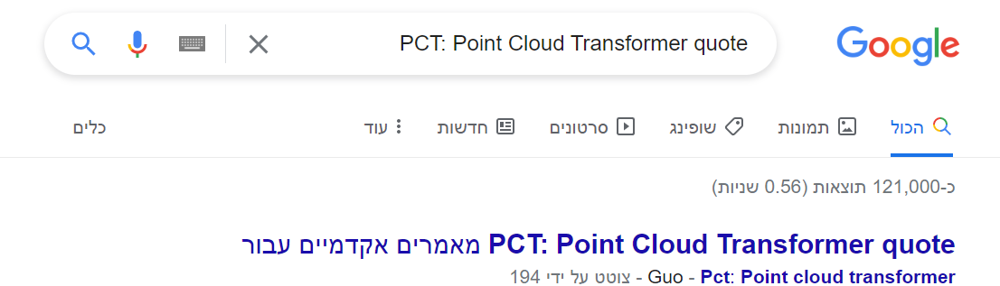 Google
PCT: Point Cloud Transformer quote
הכול תמונות שופינג סרטונים חדשות עוד כלים
כ-121,000 תוצאות (0.56 שניות)
מאמרים אקדמיים עבור PCT: Point Cloud Transformer quote
Pct: Point cloud transformer - Guo - צוטט על ידי 194